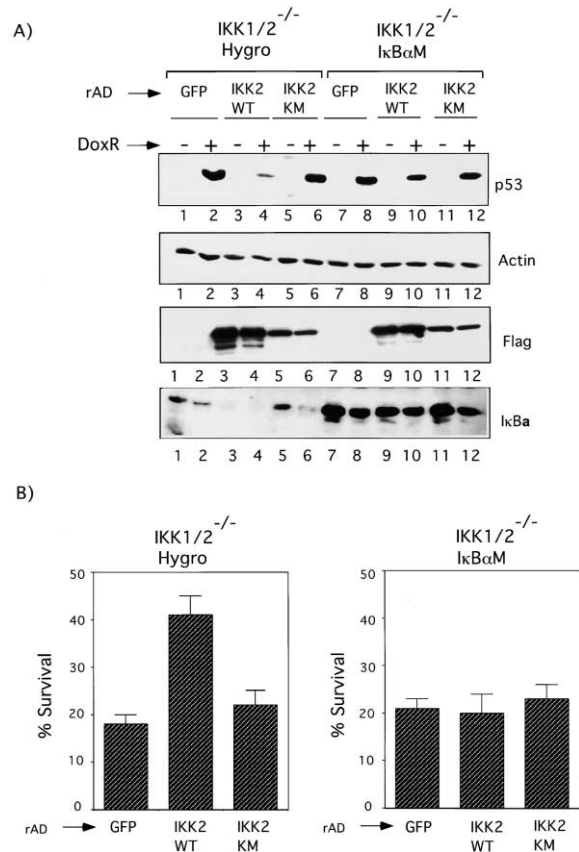 A)
IKK1/2 -/- IKK1/2 -/-
Hygro IκBαM
rAD GFP IKK2 WT IKK2 KM GFP IKK2 WT IKK2 KM
DoxR - + - + - + - + - + - +
p53
1 2 3 4 5 6 7 8 9 10 11 12
Actin
1 2 3 4 5 6 7 8 9 10 11 12
Flag
1 2 3 4 5 6 7 8 9 10 11 12
IκBa
1 2 3 4 5 6 7 8 9 10 11 12
B)
IKK1/2 -/-
Hygro
% Survival
50
40
30
20
10
0
rAD GFP IKK2 WT IKK2 KM
IKK1/2 -/-
IκBαM
% Survival
50
40
30
20
10
0
rAD GFP IKK2 WT IKK2 KM